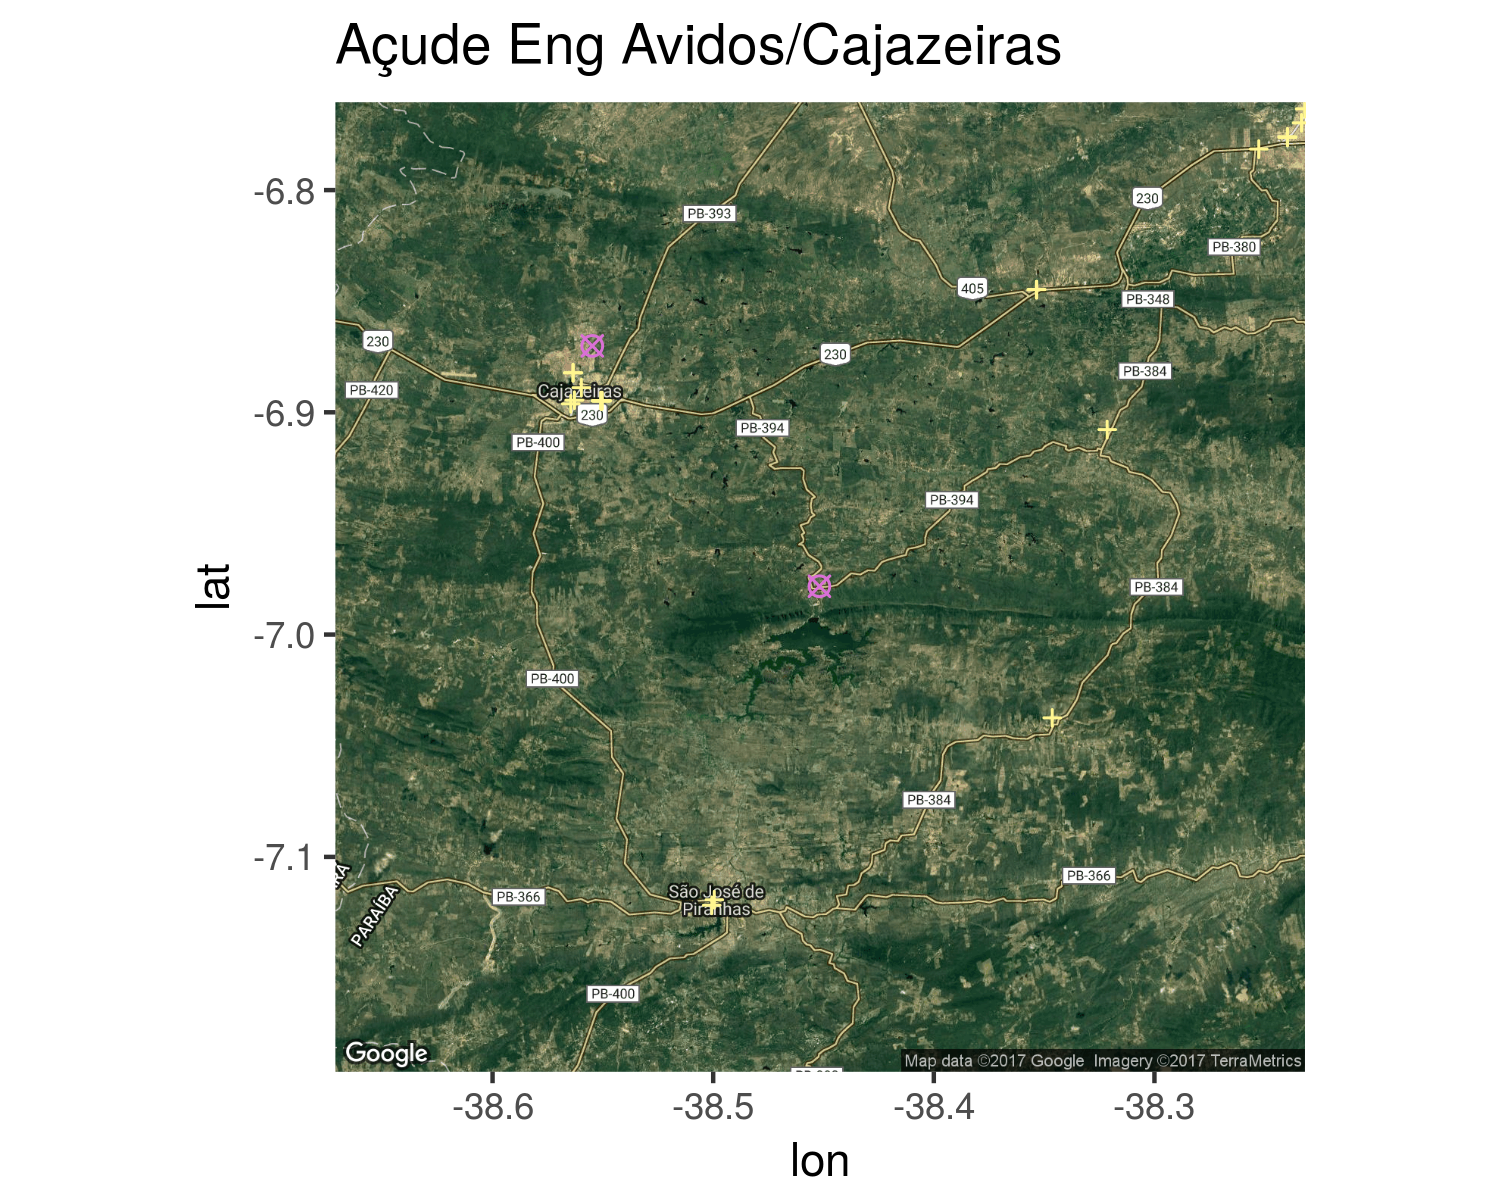 Açude Eng Avidos/Cajazeiras
-6.8
-6.9
-7.0
-7.1
lat
PB-393
230
PB-380
405
PB-348
230
230
PB-420
PB-384
Cajazeiras
230
PB-394
PB-400
PB-394
PB-384
PB-400
PB-384
PB-366
PB-366
PARAÍBA
São José de
Piranhas
PB-400
Google
Map data ©2017 Google Imagery ©2017 TerraMetrics
-38.6
-38.5
-38.4
-38.3
lon